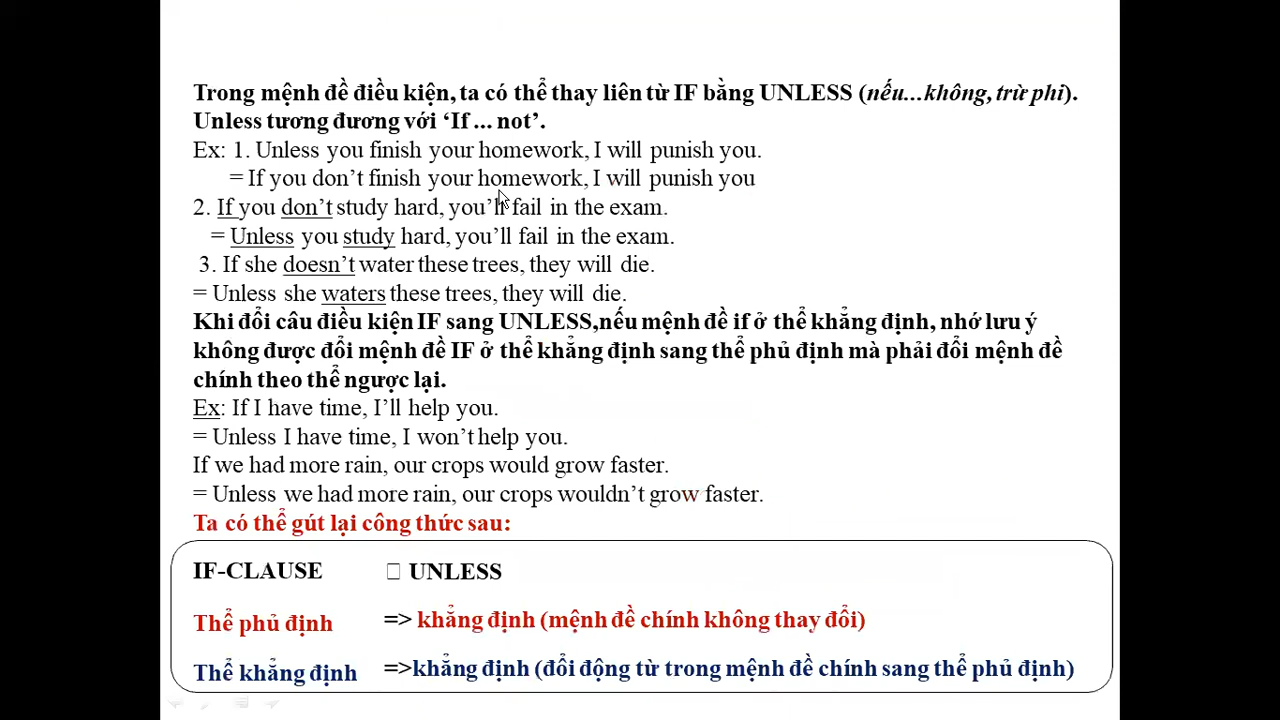 Trong mệnh đề điều kiện, ta có thể thay liên từ IF bằng UNLESS (nếu...không, trừ phi).
Unless tương đương với ‘If ... not’.
Ex: 1. Unless you finish your homework, I will punish you.
= If you don’t finish your homework, I will punish you
2. If you don’t study hard, you’ll fail in the exam.
= Unless you study hard, you’ll fail in the exam.
3. If she doesn’t water these trees, they will die.
= Unless she waters these trees, they will die.
Khi đổi câu điều kiện IF sang UNLESS,nếu mệnh đề if ở thể khẳng định, nhớ lưu ý
không được đổi mệnh đề IF ở thể khẳng định sang thể phủ định mà phải đổi mệnh đề
chính theo thể ngược lại.
Ex: If I have time, I’ll help you.
= Unless I have time, I won’t help you.
If we had more rain, our crops would grow faster.
= Unless we had more rain, our crops wouldn’t grow faster.
Ta có thể gút lại công thức sau:
IF-CLAUSE □ UNLESS
Thể phủ định => khẳng định (mệnh đề chính không thay đổi)
Thể khẳng định =>khẳng định (đổi động từ trong mệnh đề chính sang thể phủ định)